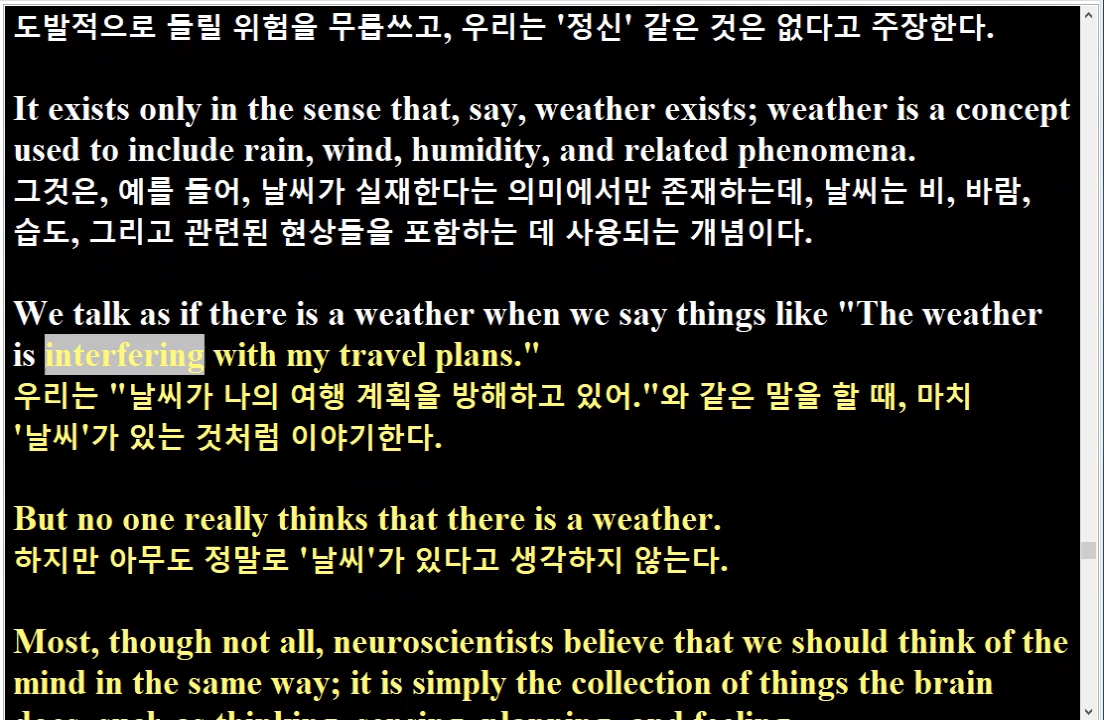 도발적으로 들릴 위험을 무릅쓰고, 우리는 '정신' 같은 것은 없다고 주장한다.
It exists only in the sense that, say, weather exists; weather is a concept
used to include rain, wind, humidity, and related phenomena.
그것은, 예를 들어, 날씨가 실재한다는 의미에서만 존재하는데, 날씨는 비, 바람,
습도, 그리고 관련된 현상들을 포함하는 데 사용되는 개념이다.
We talk as if there is a weather when we say things like "The weather
is interfering with my travel plans."
우리는 "날씨가 나의 여행 계획을 방해하고 있어."와 같은 말을 할 때, 마치
'날씨'가 있는 것처럼 이야기한다.
But no one really thinks that there is a weather.
하지만 아무도 정말로 '날씨'가 있다고 생각하지 않는다.
Most, though not all, neuroscientists believe that we should think of the
mind in the same way; it is simply the collection of things the brain
does, such as thinking, sensing, planning, and feeling.